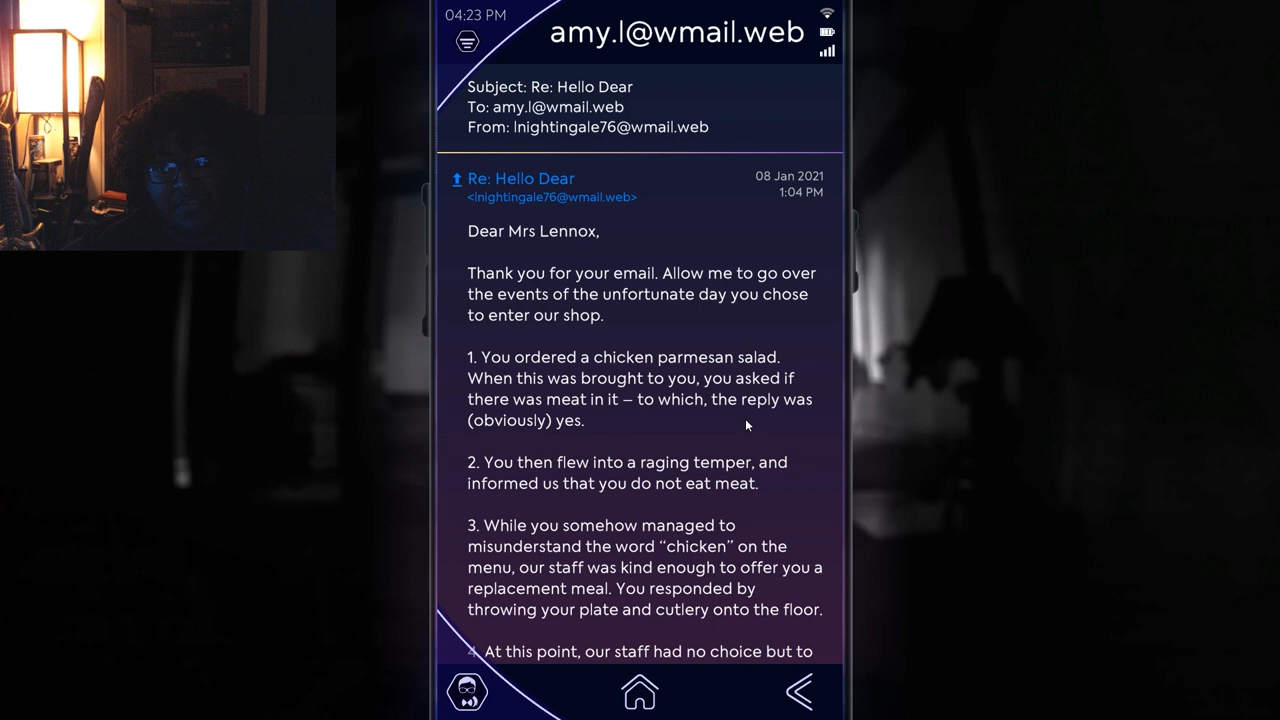 04:23 PM
amy.l@wmail.web
Subject: Re: Hello Dear
To: amy.l@wmail.web
From: lnightingale76@wmail.web
Re: Hello Dear
08 Jan 2021
<lnightingale76@wmail.web>
1:04 PM
Dear Mrs Lennox,
Thank you for your email. Allow me to go over
the events of the unfortunate day you chose
to enter our shop.
1. You ordered a chicken parmesan salad.
When this was brought to you, you asked if
there was meat in it – to which, the reply was
(obviously) yes.
2. You then flew into a raging temper, and
informed us that you do not eat meat.
3. While you somehow managed to
misunderstand the word “chicken” on the
menu, our staff was kind enough to offer you a
replacement meal. You responded by
throwing your plate and cutlery onto the floor.
4. At this point, our staff had no choice but to